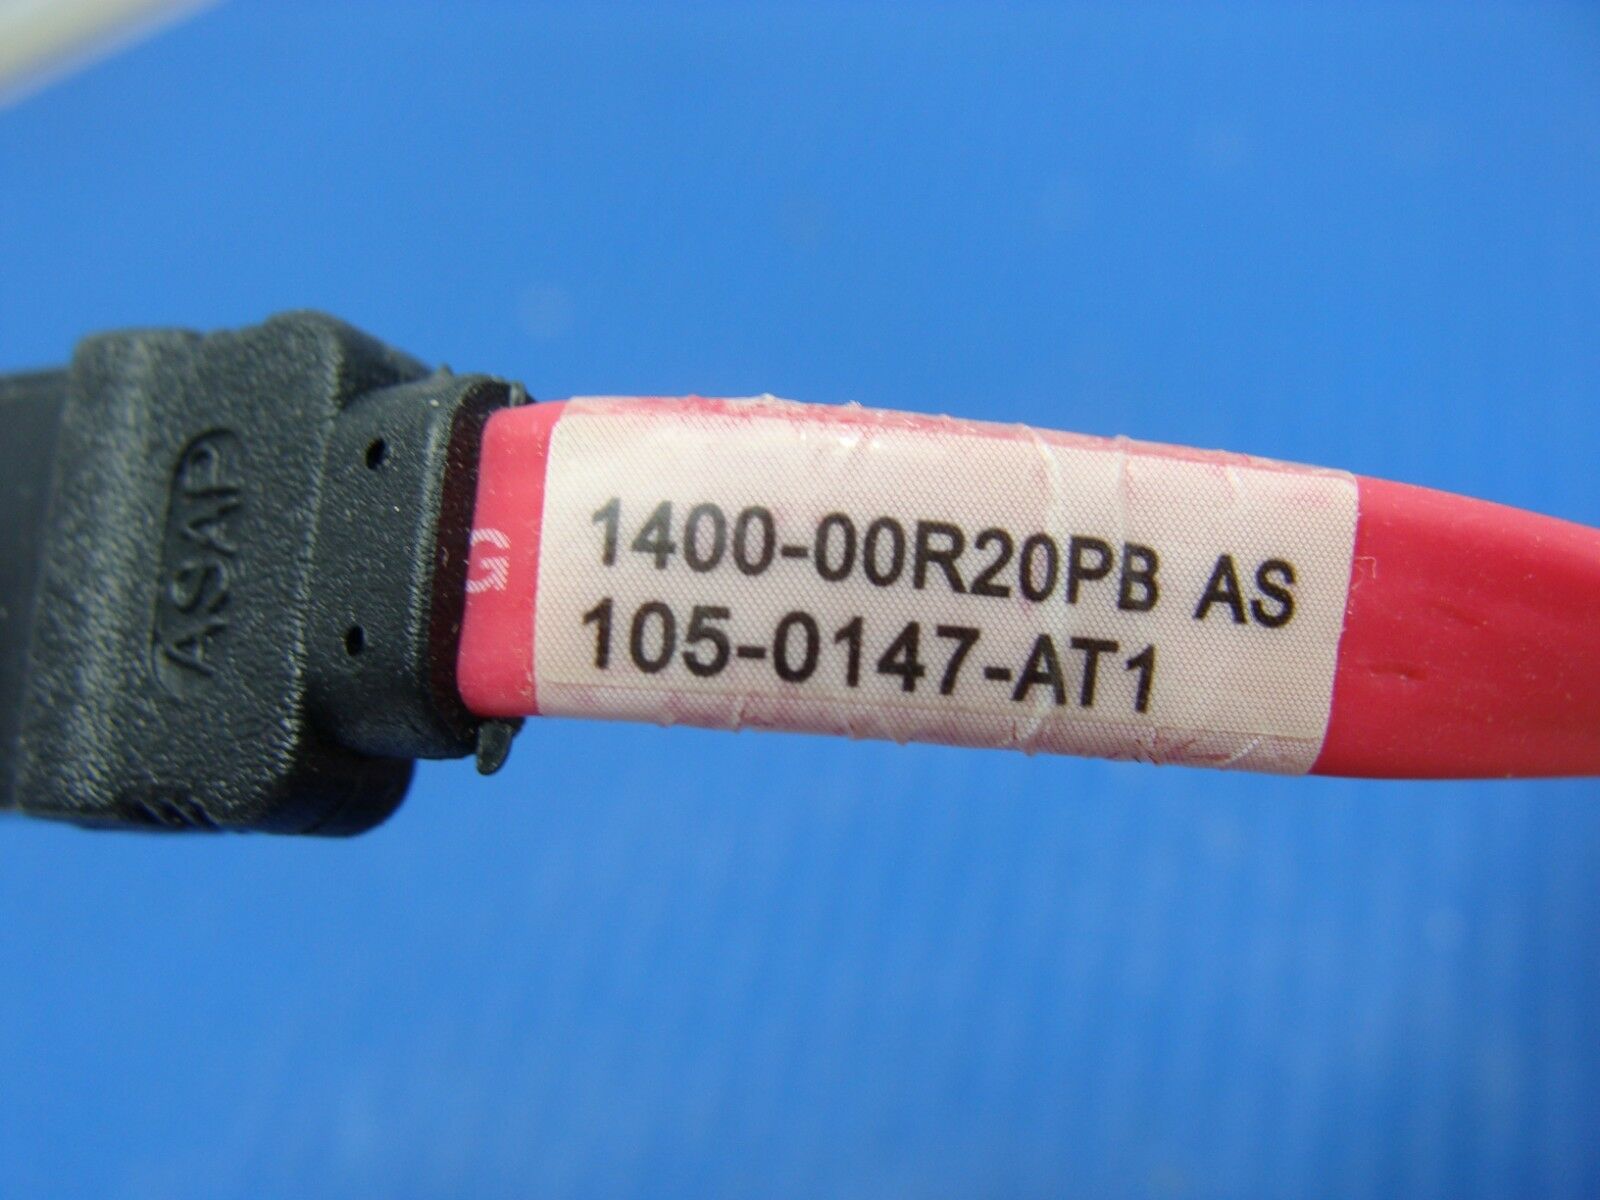 ASAP
G
1400-00R20PB AS
105-0147-AT1